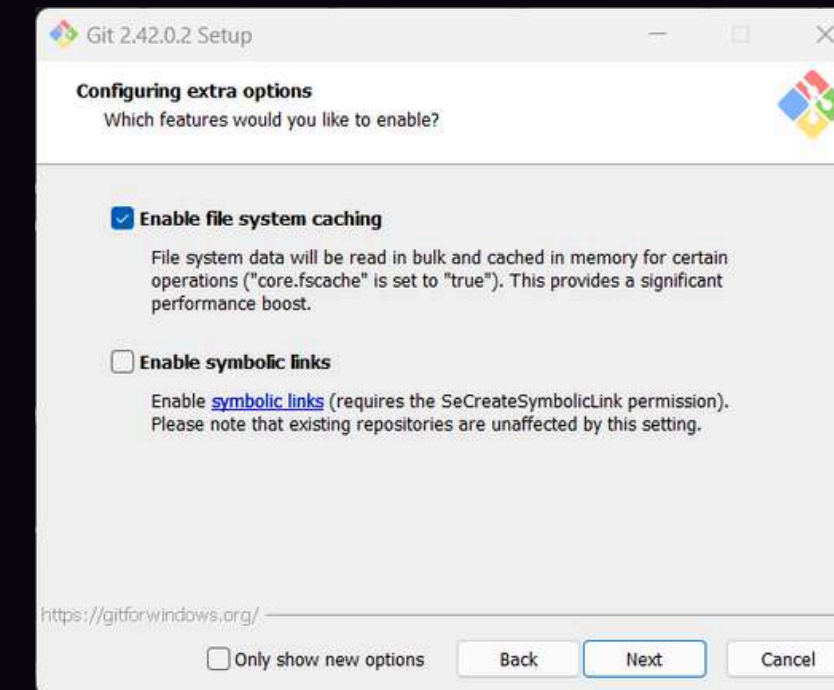 Git 2.42.0.2 Setup
Configuring extra options
Which features would you like to enable?
Enable file system caching
File system data will be read in bulk and cached in memory for certain
operations ("core.fscache" is set to "true"). This provides a significant
performance boost.
Enable symbolic links
Enable symbolic links (requires the SeCreateSymbolicLink permission).
Please note that existing repositories are unaffected by this setting.
https://gitforwindows.org/
Only show new options Back Next Cancel